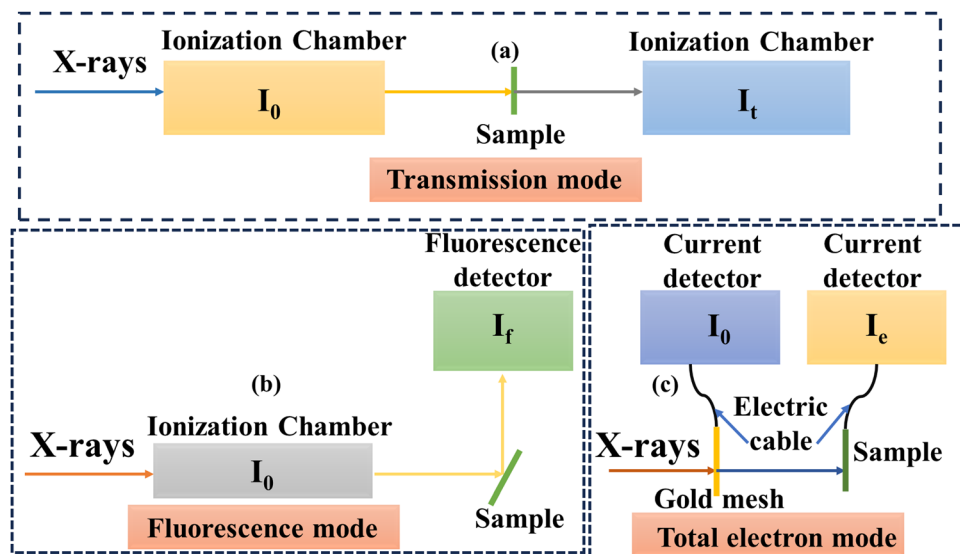 Ionization Chamber
(a)
Ionization Chamber
X-rays
I0
It
Sample
Transmission mode
Fluorescence
detector
If
(b)
Ionization Chamber
X-rays
I0
Sample
Fluorescence mode
Current
detector
Current
detector
I0
Ie
(c)
Electric
cable
X-rays
Sample
Gold mesh
Total electron mode